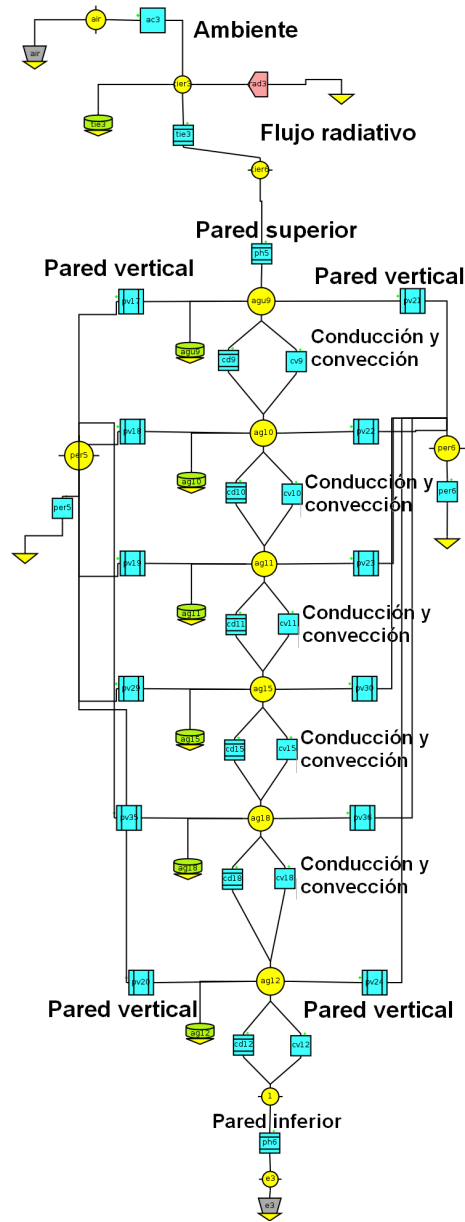 air
ac3
Ambiente
air
tier3
rad3
tie3
tie3
Flujo radiativo
tier6
Pared superior
ph5
Pared vertical
Pared vertical
pv17
agu9
pv21
agu9
cd9
cv9
Conducción y
convección
pv18
ag10
pv22
per5
per6
ag10
cd10
cv10
Conducción y
convección
per5
per6
pv19
ag11
pv23
ag11
cd11
cv11
Conducción y
convección
pv29
ag15
pv30
ag15
cd15
cv15
Conducción y
convección
pv35
ag18
pv36
ag18
cd18
cv18
Conducción y
convección
pv20
ag12
pv24
Pared vertical
Pared vertical
ag12
cd12
cv12
1
Pared inferior
ph6
e3
e3